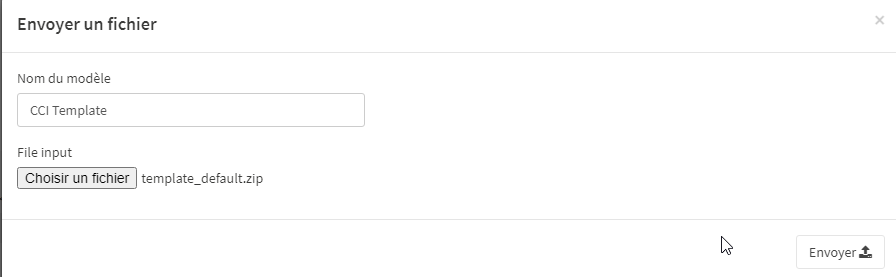 Envoyer un fichier
×
Nom du modèle
CCI Template
File input
Choisir un fichier template_default.zip
Envoyer